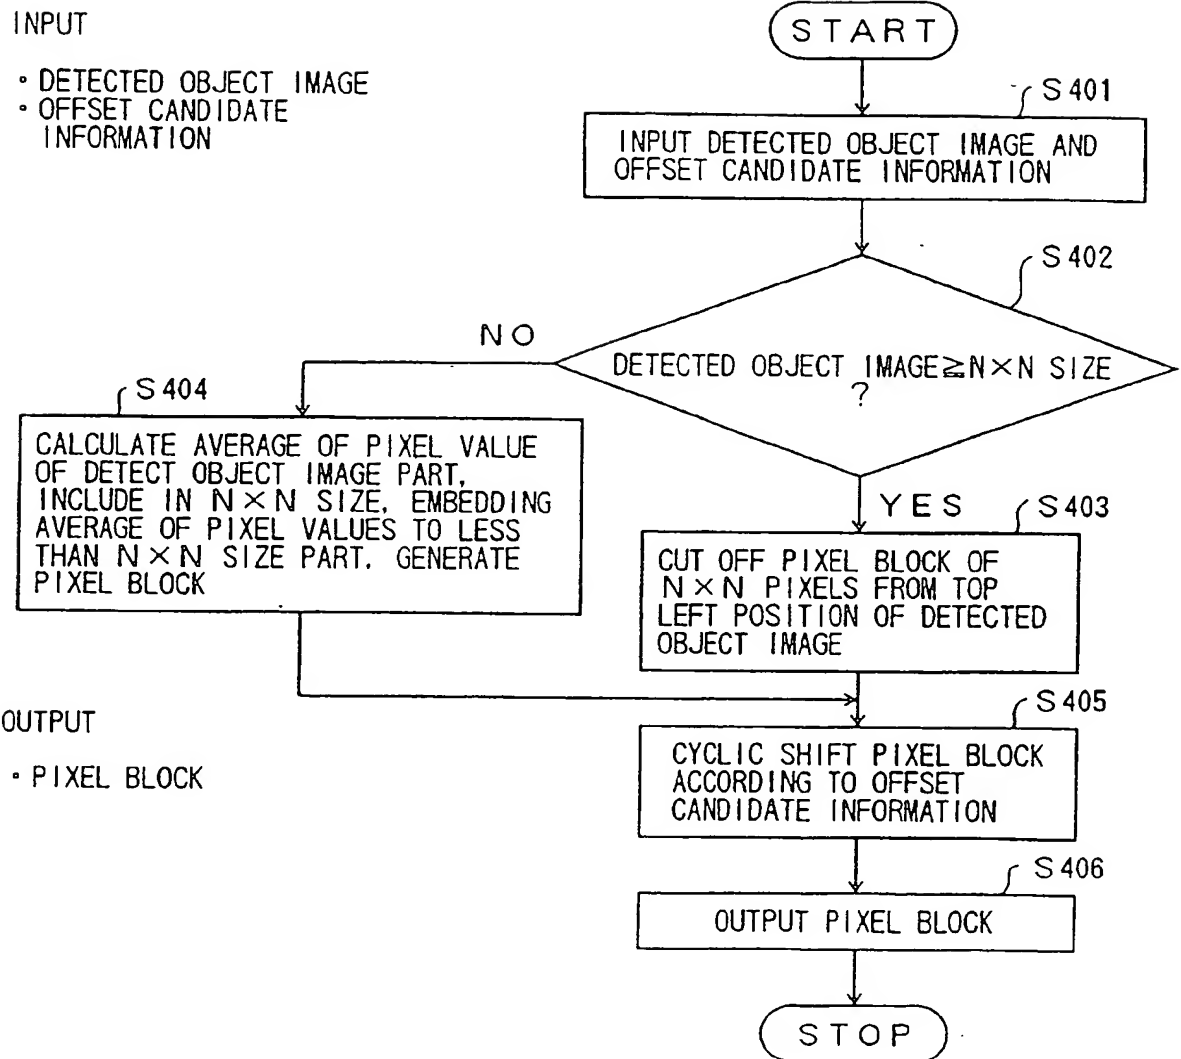 INPUT
• DETECTED OBJECT IMAGE
• OFFSET CANDIDATE
INFORMATION
START
S401
INPUT DETECTED OBJECT IMAGE AND
OFFSET CANDIDATE INFORMATION
S402
NO
DETECTED OBJECT IMAGE≧N×N SIZE
?
S404
CALCULATE AVERAGE OF PIXEL VALUE
OF DETECT OBJECT IMAGE PART,
INCLUDE IN N×N SIZE, EMBEDDING
AVERAGE OF PIXEL VALUES TO LESS
THAN N×N SIZE PART, GENERATE
PIXEL BLOCK
YES
S403
CUT OFF PIXEL BLOCK OF
N×N PIXELS FROM TOP
LEFT POSITION OF DETECTED
OBJECT IMAGE
OUTPUT
• PIXEL BLOCK
S405
CYCLIC SHIFT PIXEL BLOCK
ACCORDING TO OFFSET
CANDIDATE INFORMATION
S406
OUTPUT PIXEL BLOCK
STOP